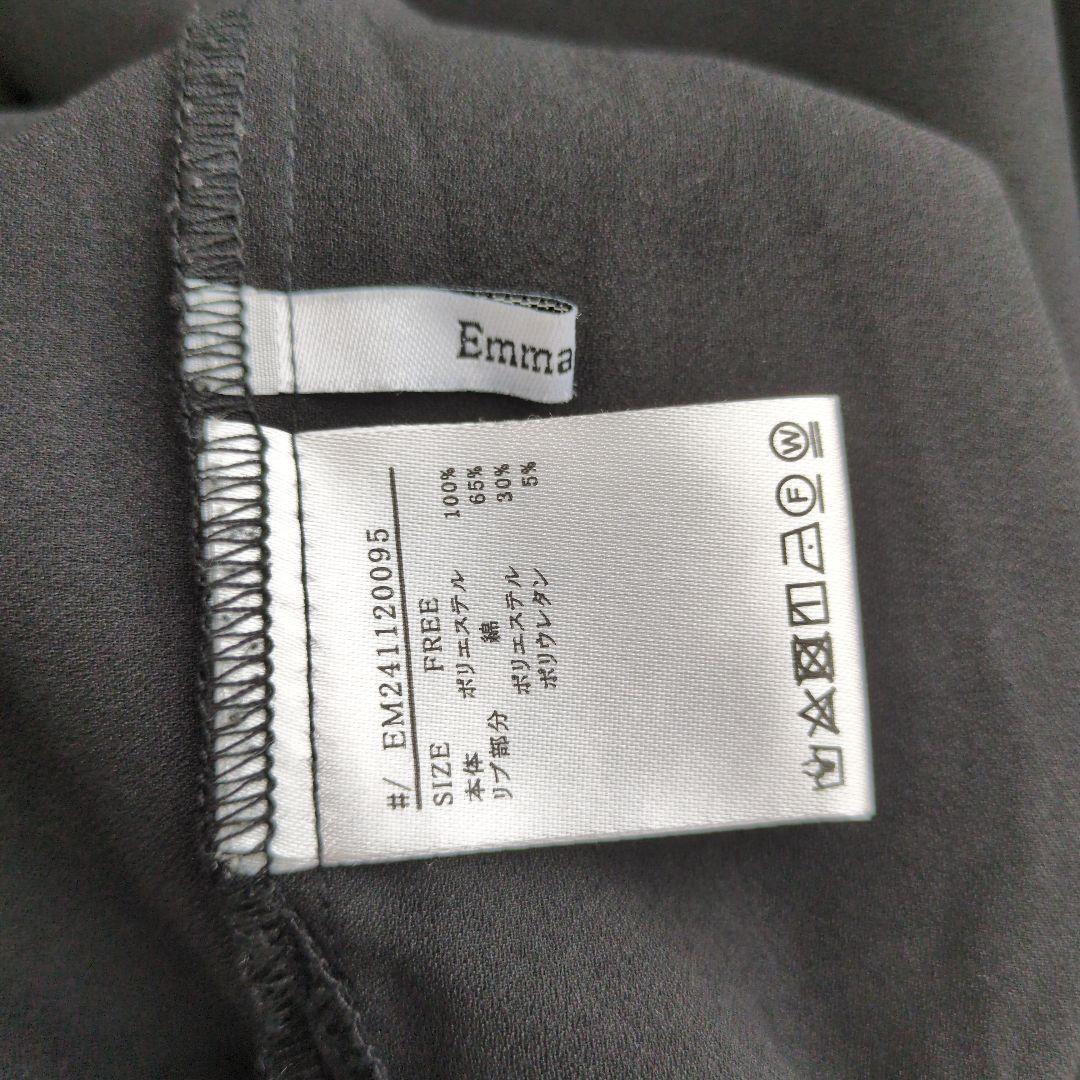 Emma
#/ EM241120095
SIZE FREE
本体 ポリエステル 100%
リブ部分 綿 65%
ポリエステル 30%
ポリウレタン 5%
F
W